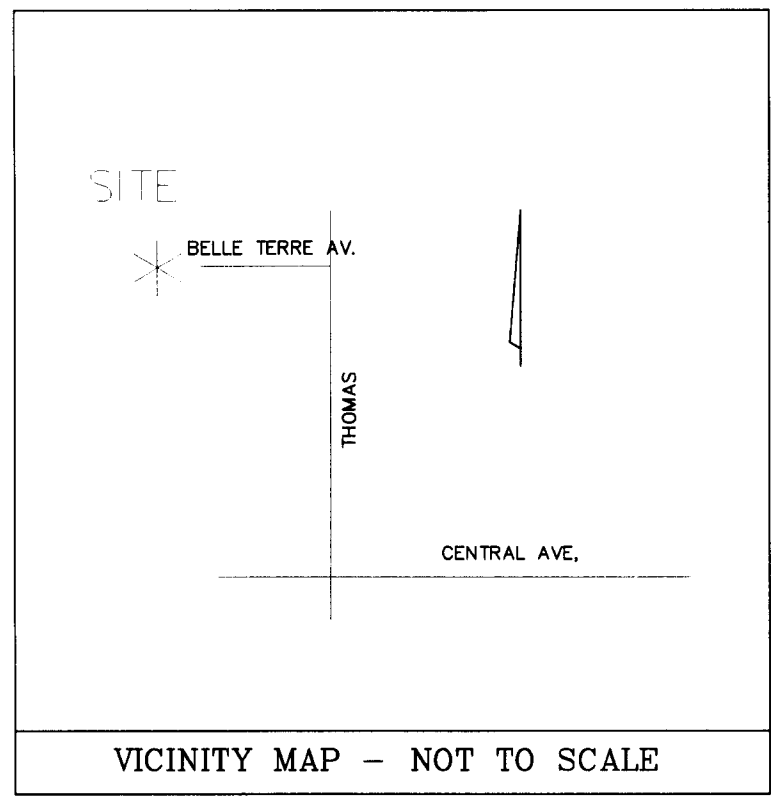 SITE
BELLE TERRE AV.
THOMAS
CENTRAL AVE,
VICINITY MAP - NOT TO SCALE